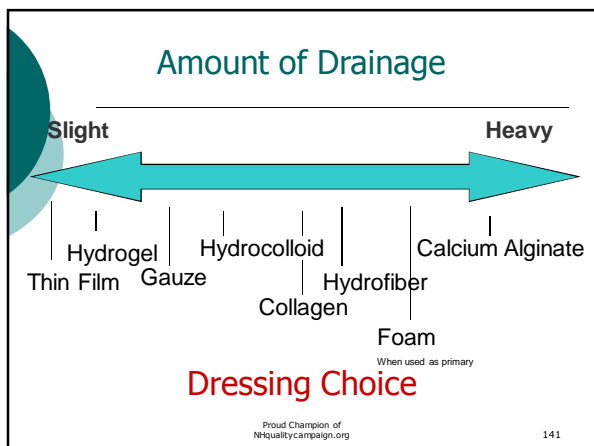 Amount of Drainage
Slight Heavy
Hydrogel Hydrocolloid Calcium Alginate
Thin Film Gauze Hydrofiber
Collagen
Foam
When used as primary
Dressing Choice
Proud Champion of
NHqualitycampaign.org 141